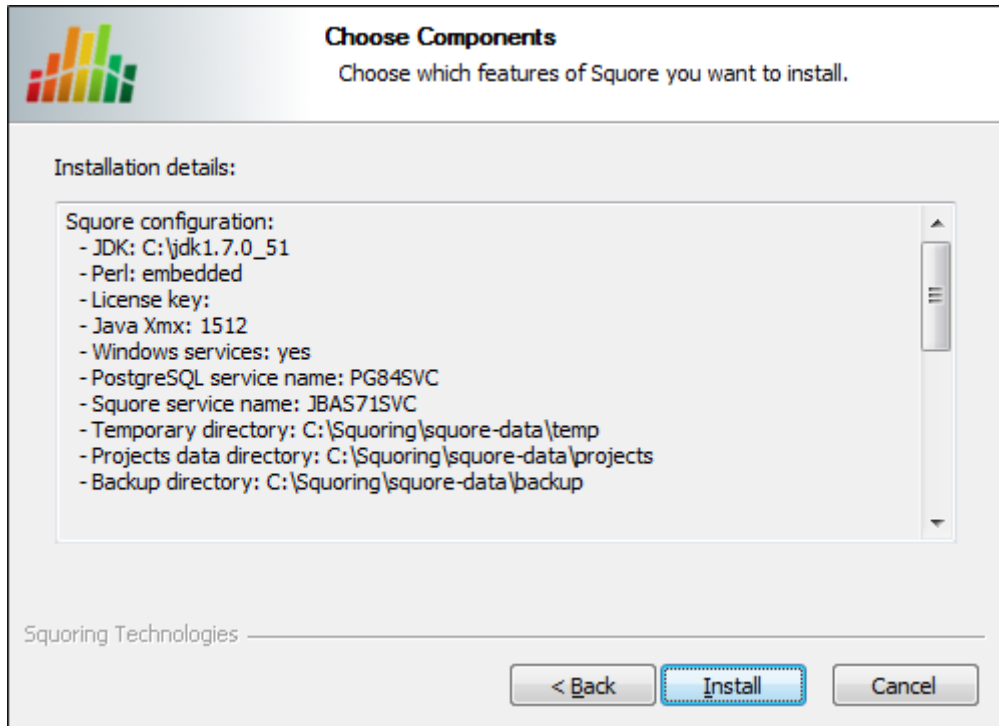 Choose Components
Choose which features of Squore you want to install.
Installation details:
Squore configuration:
- JDK: C:\jdk1.7.0_51
- Perl: embedded
- License key:
- Java Xmx: 1512
- Windows services: yes
- PostgreSQL service name: PG84SVC
- Squore service name: JBAS71SVC
- Temporary directory: C:\Squoring\squore-data\temp
- Projects data directory: C:\Squoring\squore-data\projects
- Backup directory: C:\Squoring\squore-data\backup
Squoring Technologies
< Back Install Cancel